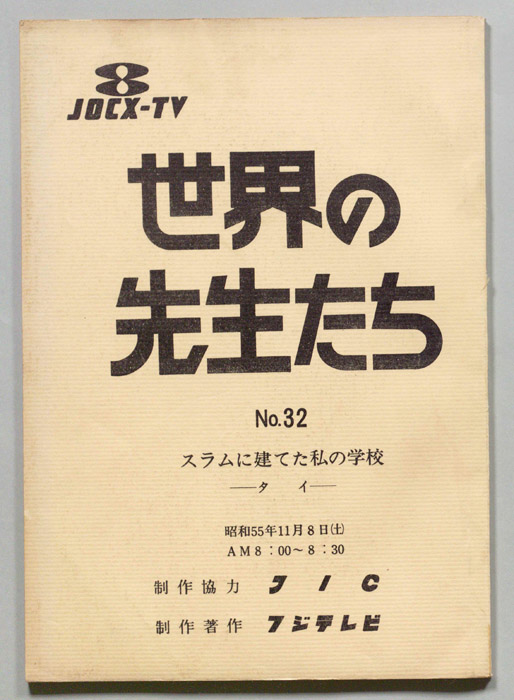 JOCX-TV
世界の
先生たち
No.32
スラムに建てた私の学校
──タイ──
昭和55年11月8日(土)
AM8:00〜8:30
制作協力 JIC
制作著作 フジテレビ